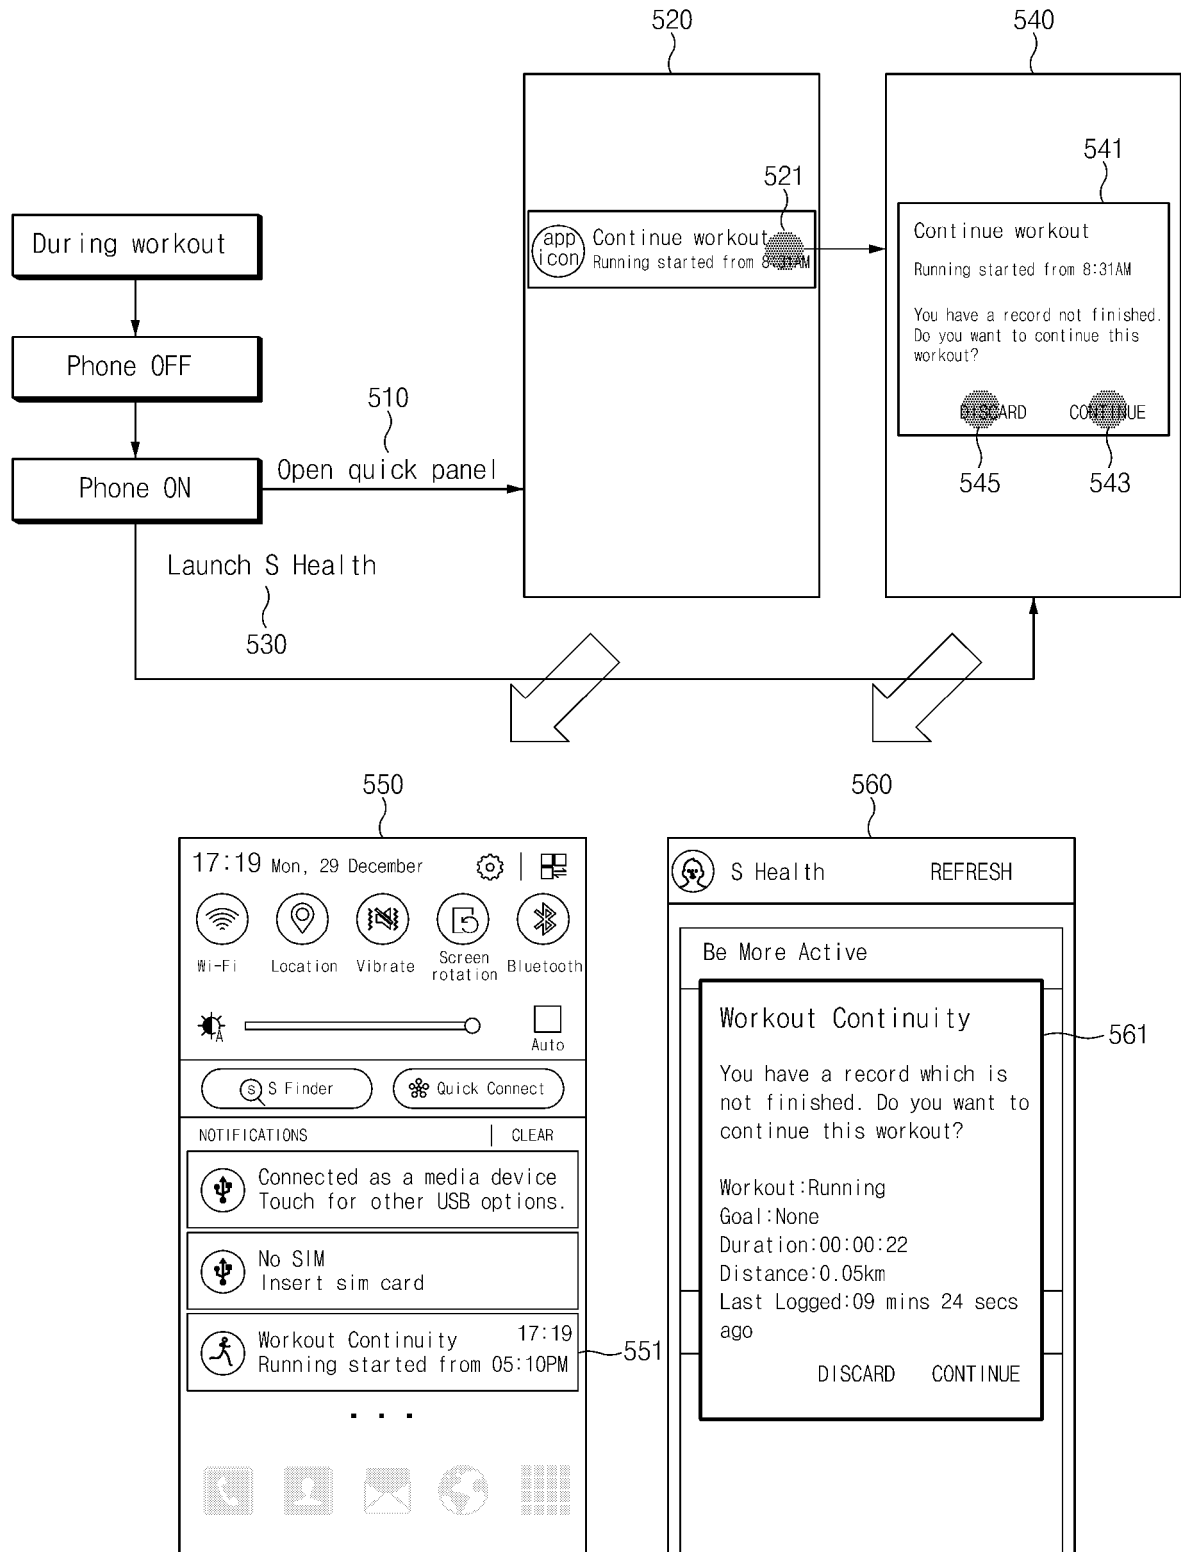 520
540
521
541
During workout
app
icon
Continue workout
Running started from 8:31AM
Continue workout
Running started from 8:31AM
You have a record not finished.
Do you want to continue this
workout?
DISCARD
CONTINUE
545
543
Phone OFF
510
Open quick panel
Phone ON
Launch S Health
530
550
560
17:19 Mon, 29 December
Wi-Fi
Location
Vibrate
Screen
rotation
Bluetooth
A
Auto
S S Finder
Quick Connect
NOTIFICATIONS
CLEAR
Connected as a media device
Touch for other USB options.
No SIM
Insert sim card
Workout Continuity 17:19
Running started from 05:10PM
551
S Health
REFRESH
Be More Active
Workout Continuity
561
You have a record which is
not finished. Do you want to
continue this workout?
Workout:Running
Goal:None
Duration:00:00:22
Distance:0.05km
Last Logged:09 mins 24 secs
ago
DISCARD
CONTINUE